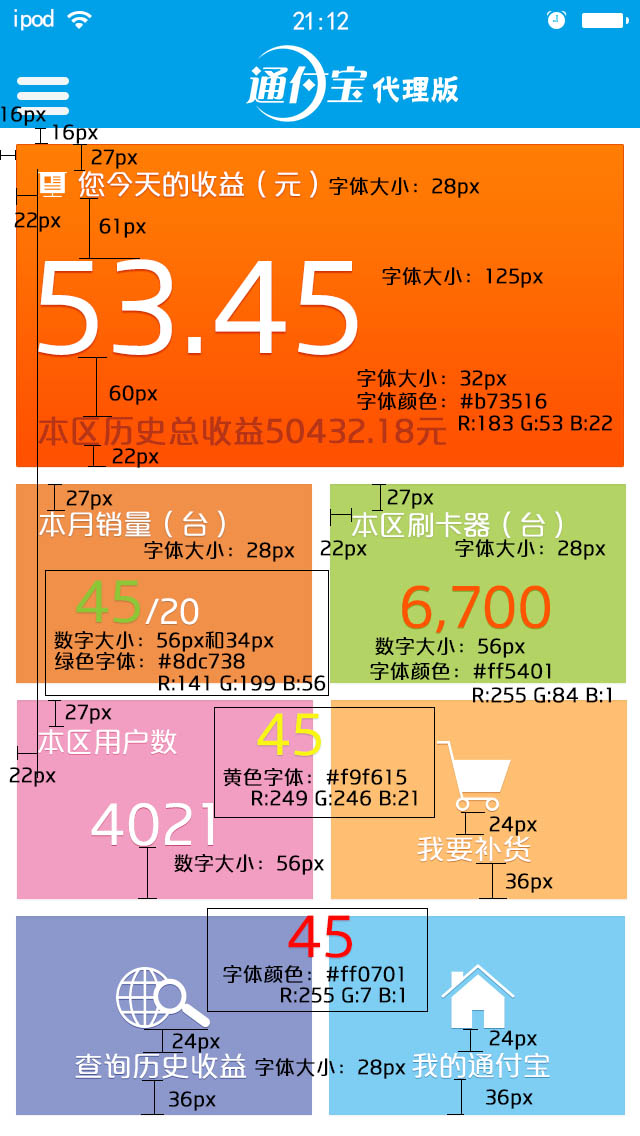 ipod 21:12
通付宝 代理版
16px
16px
27px
您今天的收益（元）
字体大小：28px
22px
61px
53.45
字体大小：125px
60px
字体大小：32px
字体颜色：#b73516
R:183 G:53 B:22
本区历史总收益50432.18元
22px
27px
本月销量（台）
字体大小：28px
45/20
数字大小：56px和34px
绿色字体：#8dc738
R:141 G:199 B:56
27px
本区刷卡器（台）
22px
字体大小：28px
6,700
数字大小：56px
字体颜色：#ff5401
R:255 G:84 B:1
27px
本区用户数
22px
4021
数字大小：56px
45
黄色字体：#f9f615
R:249 G:246 B:21
24px
我要补货
36px
45
字体颜色：#ff0701
R:255 G:7 B:1
24px
查询历史收益
字体大小：28px
36px
24px
我的通付宝
36px